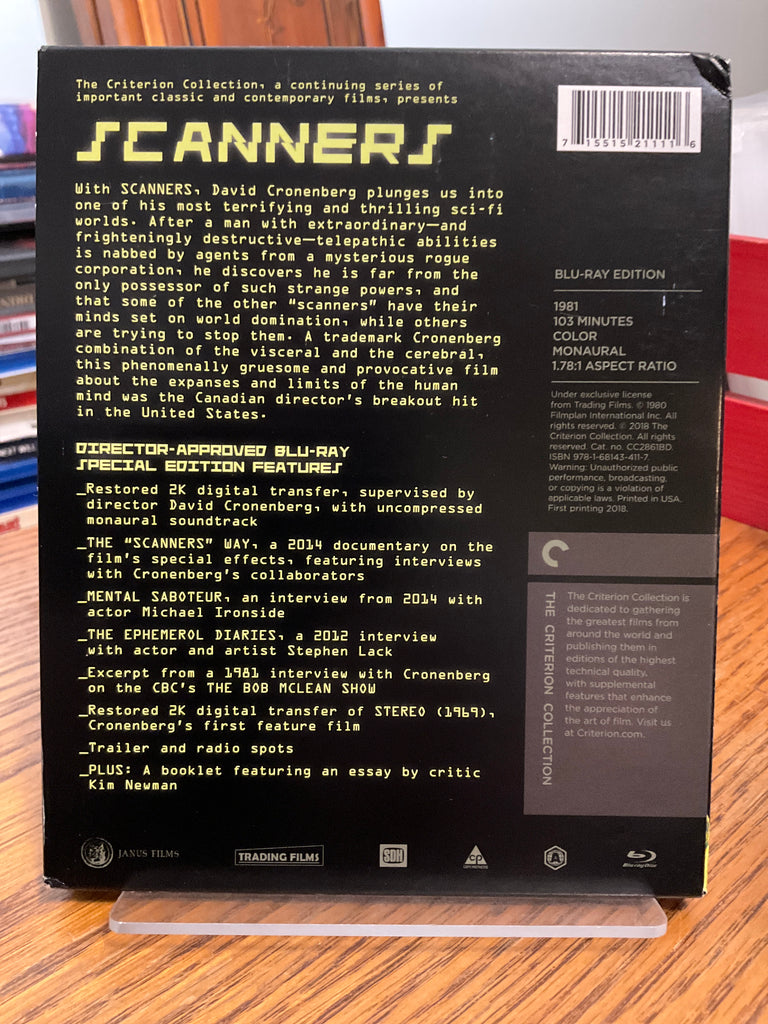 The Criterion Collection, a continuing series of
important classic and contemporary films, presents
SCANNERS
With SCANNERS, David Cronenberg plunges us into
one of his most terrifying and thrilling sci-fi
worlds. After a man with extraordinary—and
frighteningly destructive—telepathic abilities
is nabbed by agents from a mysterious rogue
corporation, he discovers he is far from the
only possessor of such strange powers, and
that some of the other “scanners” have their
minds set on world domination, while others
are trying to stop them. A trademark Cronenberg
combination of the visceral and the cerebral,
this phenomenally gruesome and provocative film
about the expanses and limits of the human
mind was the Canadian director's breakout hit
in the United States.
DIRECTOR-APPROVED BLU-RAY
SPECIAL EDITION FEATURES
_Restored 2K digital transfer, supervised by
director David Cronenberg, with uncompressed
monaural soundtrack
_THE “SCANNERS” WAY, a 2014 documentary on the
film's special effects, featuring interviews
with Cronenberg's collaborators
_MENTAL SABOTEUR, an interview from 2014 with
actor Michael Ironside
_THE EPHEMEROL DIARIES, a 2012 interview
with actor and artist Stephen Lack
_Excerpt from a 1981 interview with Cronenberg
on the CBC's THE BOB MCLEAN SHOW
_Restored 2K digital transfer of STEREO (1969),
Cronenberg's first feature film
_Trailer and radio spots
_PLUS: A booklet featuring an essay by critic
Kim Newman
7 15515 21111 6
BLU-RAY EDITION
1981
103 MINUTES
COLOR
MONAURAL
1.78:1 ASPECT RATIO
Under exclusive license
from Trading Films. © 1980
Filmplan International Inc. All
rights reserved. © 2018 The
Criterion Collection. All rights
reserved. Cat. no. CC2861BD.
ISBN 978-1-68143-411-7.
Warning: Unauthorized public
performance, broadcasting,
or copying is a violation of
applicable laws. Printed in USA.
First printing 2018.
THE CRITERION COLLECTION
The Criterion Collection is
dedicated to gathering
the greatest films from
around the world and
publishing them in
editions of the highest
technical quality,
with supplemental
features that enhance
the appreciation of
the art of film. Visit us
at Criterion.com.
JANUS FILMS
TRADING FILMS
SDH
cp
A
Blu-ray Disc